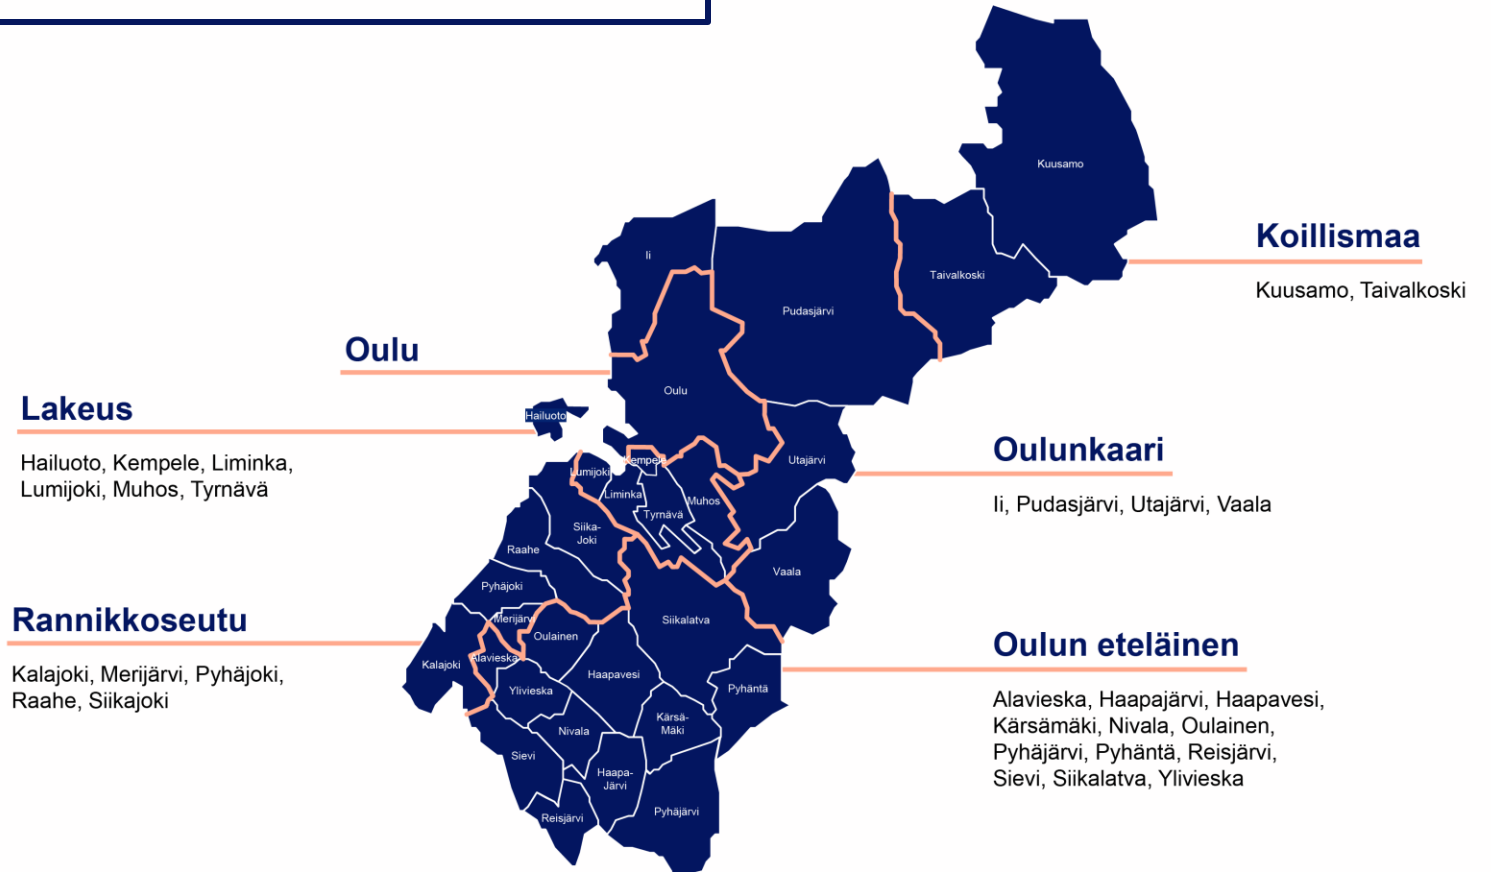 Koillismaa
Kuusamo, Taivalkoski
Oulu
Lakeus
Hailuoto, Kempele, Liminka,
Lumijoki, Muhos, Tyrnävä
Oulunkaari
Ii, Pudasjärvi, Utajärvi, Vaala
Rannikkoseutu
Kalajoki, Merijärvi, Pyhäjoki,
Raahe, Siikajoki
Oulun eteläinen
Alavieska, Haapajärvi, Haapavesi,
Kärsämäki, Nivala, Oulainen,
Pyhäjärvi, Pyhäntä, Reisjärvi,
Sievi, Siikalatva, Ylivieska
Kuusamo
Ii
Taivalkoski
Pudasjärvi
Oulu
Hailuoto
Kempele
Utajärvi
Lumijoki
Liminka
Muhos
Tyrnävä
Siika-
Joki
Raahe
Vaala
Pyhäjoki
Merijärvi
Siikalatva
Oulainen
Alavieska
Kalajoki
Haapavesi
Ylivieska
Pyhäntä
Kärsä-
Mäki
Nivala
Sievi
Haapa-
Järvi
Pyhäjärvi
Reisjärvi